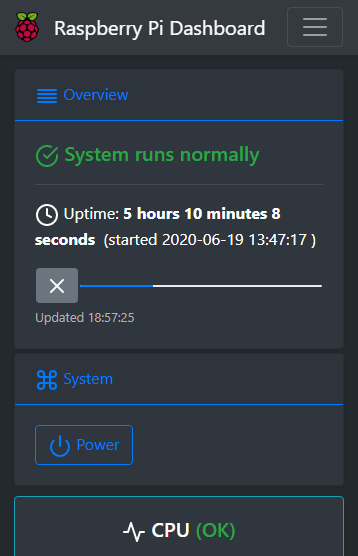 Raspberry Pi Dashboard
Overview
System runs normally
Uptime: 5 hours 10 minutes 8
seconds (started 2020-06-19 13:47:17 )
Updated 18:57:25
System
Power
CPU (OK)